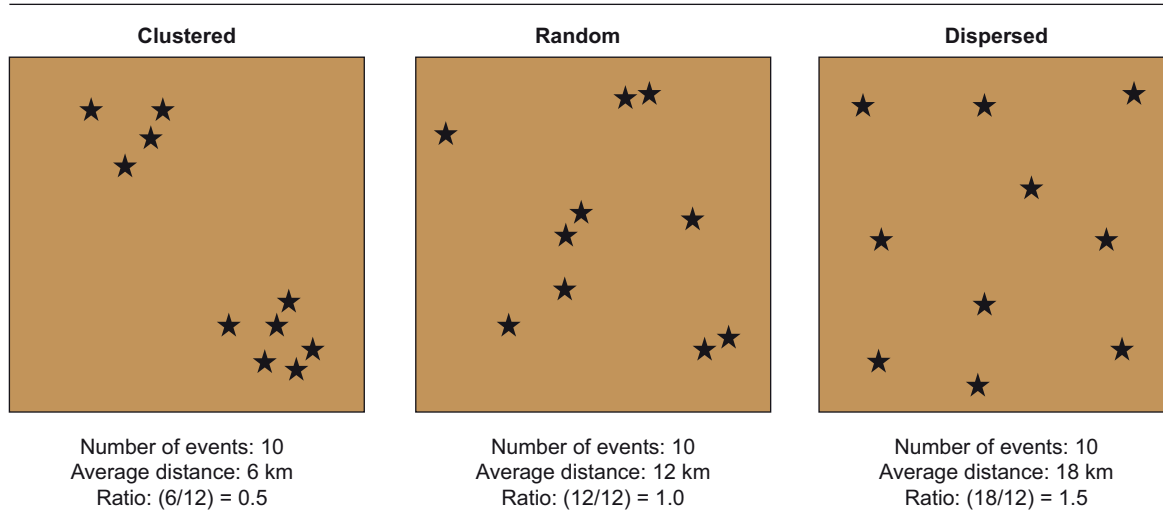 Clustered
Random
Dispersed
Number of events: 10
Average distance: 6 km
Ratio: (6/12) = 0.5
Number of events: 10
Average distance: 12 km
Ratio: (12/12) = 1.0
Number of events: 10
Average distance: 18 km
Ratio: (18/12) = 1.5